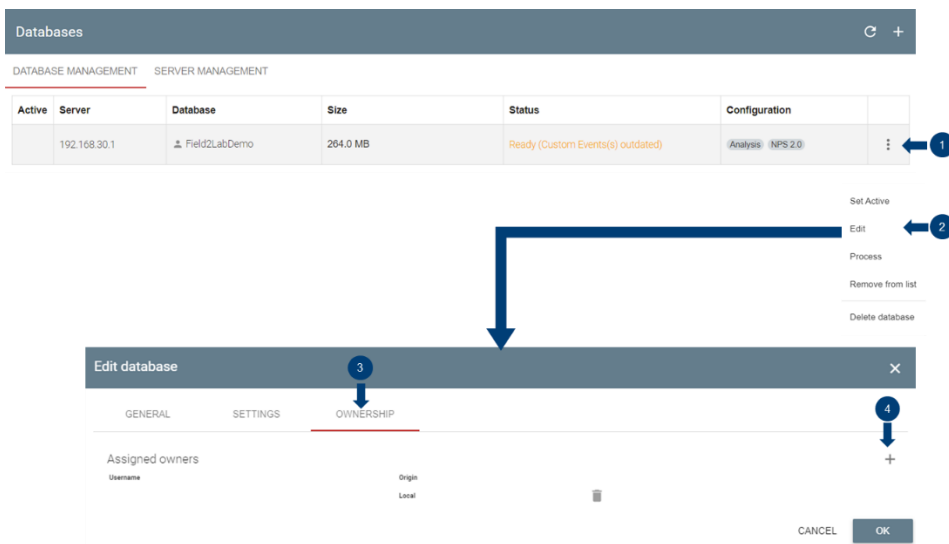 Databases
DATABASE MANAGEMENT SERVER MANAGEMENT
Active Server Database Size Status Configuration
192.168.30.1 Field2LabDemo 264.0 MB Ready (Custom Events(s) outdated) Analysis NPS 2.0
1
Set Active
Edit
2
Process
Remove from list
Delete database
Edit database
3
GENERAL SETTINGS OWNERSHIP
4
Assigned owners
Username Origin
Local
CANCEL OK